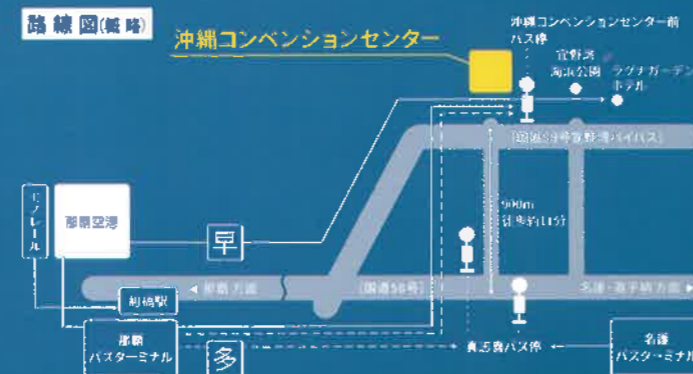 路線図(概略)
沖縄コンベンションセンター
沖縄コンベンションセンター前
バス停
宜野湾
海浜公園
ラグナガーデン
ホテル
(国道58号宜野湾バイパス)
モノレール
那覇空港
早
900m
徒歩約11分
旭橋駅
◀ 那覇方面
(国道58号)
名護・嘉手納方面 ▶
那覇
バスターミナル
多
真志喜バス停
名護
バスターミナル